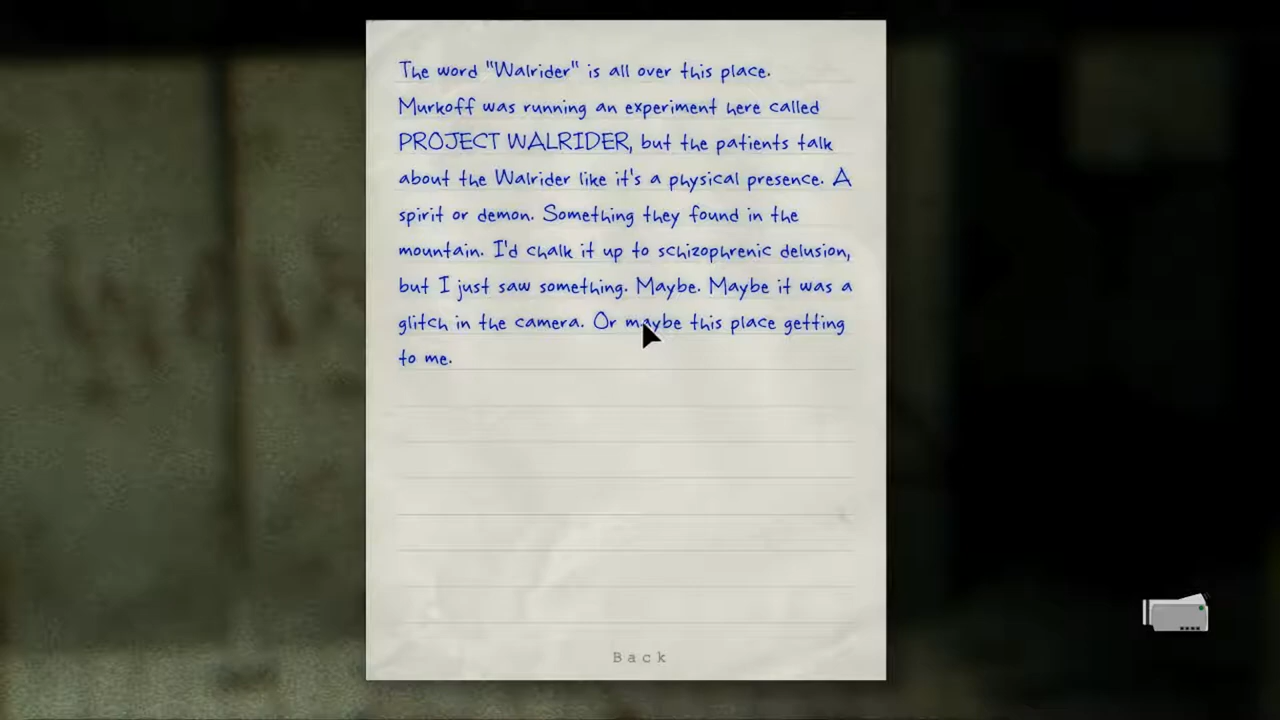 The word "Walrider" is all over this place.
Murkoff was running an experiment here called
PROJECT WALRIDER, but the patients talk
about the Walrider like it's a physical presence. A
spirit or demon. Something they found in the
mountain. I'd chalk it up to schizophrenic delusion,
but I just saw something. Maybe. Maybe it was a
glitch in the camera. Or maybe this place getting
to me.
Back